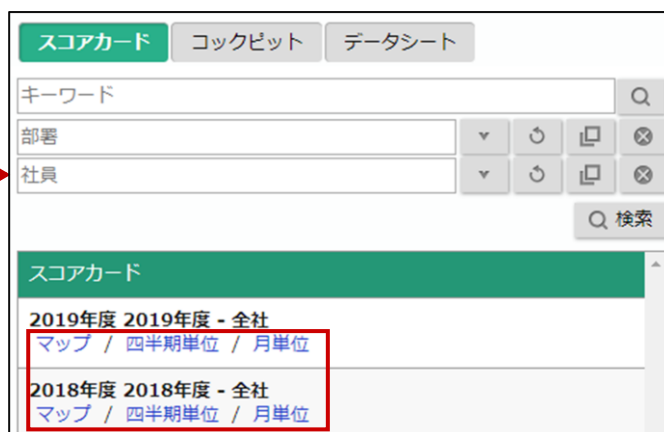 スコアカード コックピット データシート
キーワード
部署
社員
検索
スコアカード
2019年度 2019年度 - 全社
マップ / 四半期単位 / 月単位
2018年度 2018年度 - 全社
マップ / 四半期単位 / 月単位